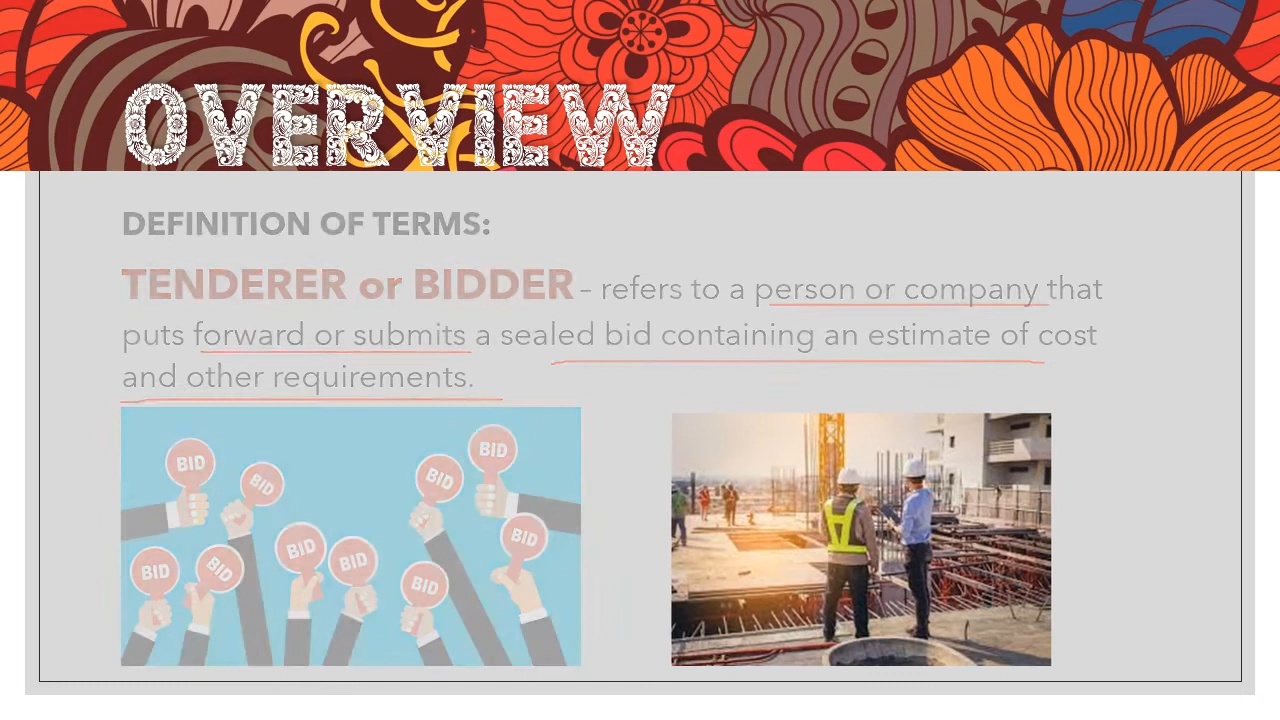 OVERVIEW
DEFINITION OF TERMS:
TENDERER or BIDDER – refers to a person or company that
puts forward or submits a sealed bid containing an estimate of cost
and other requirements.
BID
BID
BID
BID
BID
BID
BID
BID
BID
BID